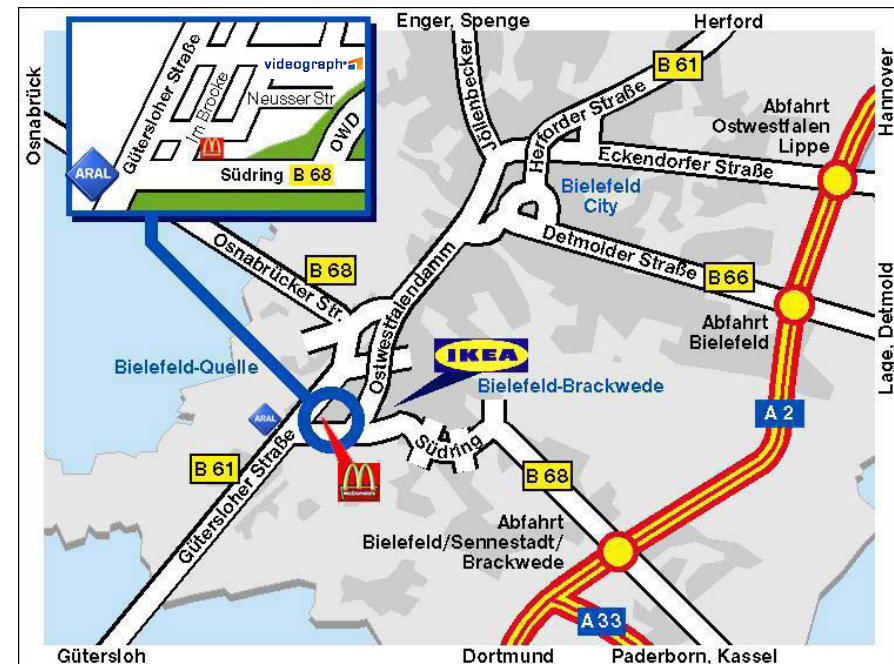 Enger, Spenge
Herford
Osnabrück
Hannover
Lage, Detmold
videograph
Gütersloher Straße
Im Brocke
Neusser Str.
OWD
ARAL
Südring B 68
Jöllenbecker
B 61
Herforder Straße
Abfahrt
Ostwestfalen
Lippe
Eckendorfer Straße
Bielefeld
City
Osnabrücker Str.
B 68
Detmolder Straße
B 66
Ostwestfalendamm
Abfahrt
Bielefeld
Bielefeld-Quelle
IKEA
Bielefeld-Brackwede
A 2
ARAL
Südring
B 61
Gütersloher Straße
McDonald's
B 68
Abfahrt
Bielefeld/Sennestadt/
Brackwede
A 33
Gütersloh
Dortmund
Paderborn, Kassel